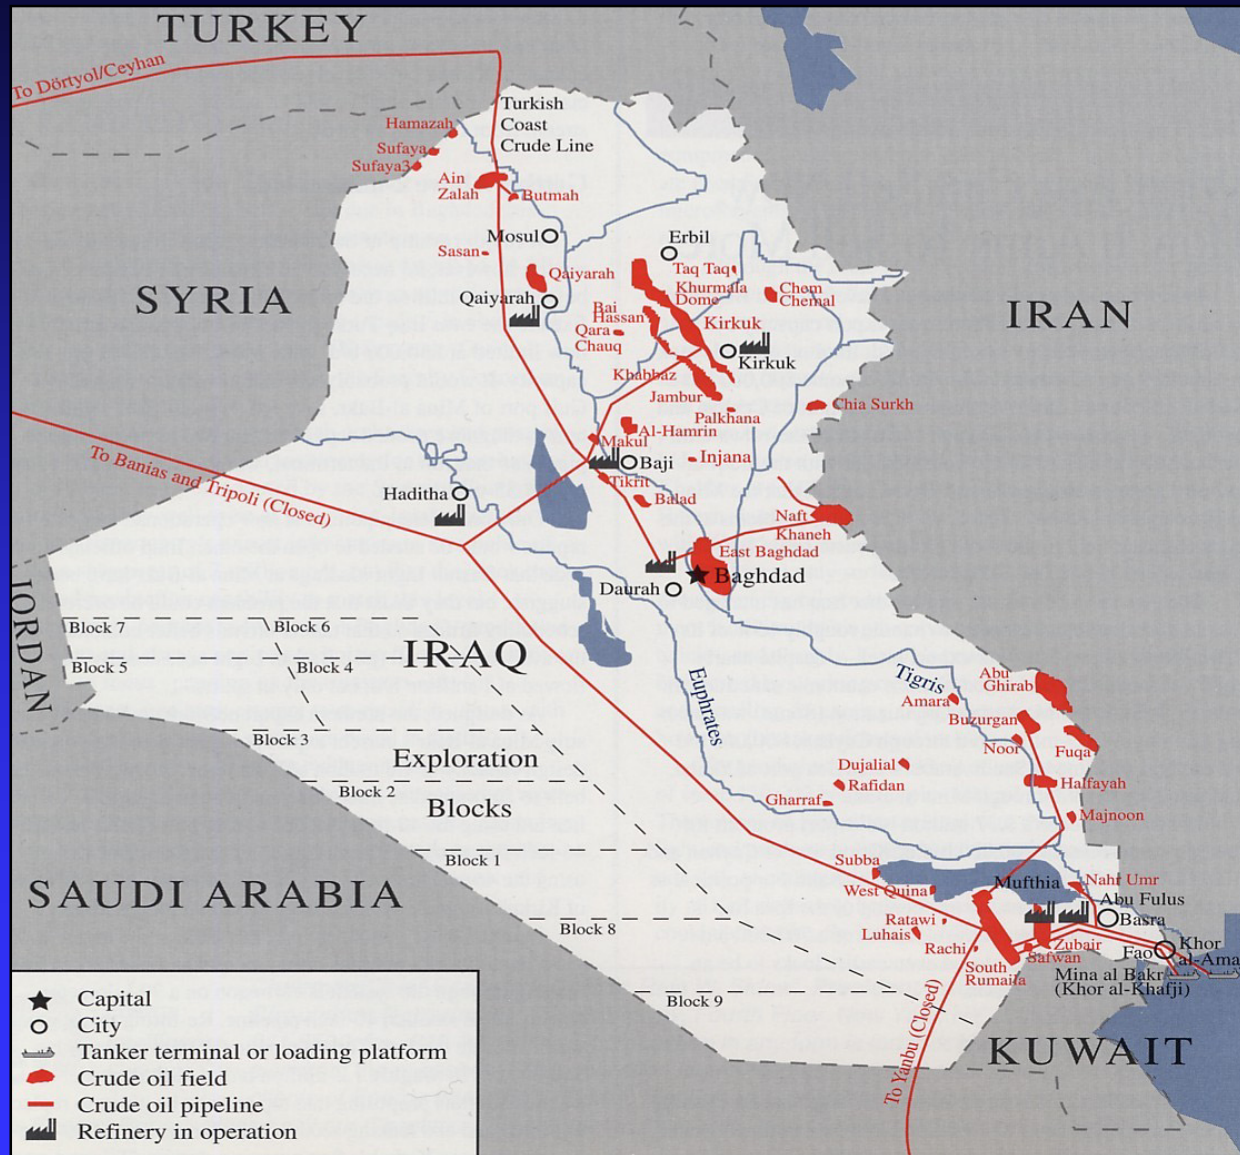 TURKEY
To Dörtyol/Ceyhan
Turkish
Coast
Crude Line
Hamazah
Sufaya
Sufaya3
Ain
Zalah
Butmah
Mosul
Erbil
Sasan
Qaiyarah
Taq Taq
Khurmala
Dome
Chem
Chemal
SYRIA
Qaiyarah
IRAN
Bai
Hassan
Kirkuk
Qara
Chauq
Kirkuk
Khabbaz
Jambur
Palkhana
Chia Surkh
Al-Hamrin
Makul
To Banias and Tripoli (Closed)
Baji
Injana
Tikrit
Haditha
Balad
Naft
Khaneh
East Baghdad
Baghdad
Daurah
JORDAN
Block 7
Block 6
IRAQ
Block 5
Block 4
Euphrates
Tigris
Abu
Ghirab
Amara
Buzurgan
Block 3
Noor
Fuqa
Exploration
Dujalial
Rafidan
Halfaya
Block 2
Blocks
Gharraf
Majnoon
Block 1
Subba
SAUDI ARABIA
West Quina
Mufthia
Nahr Umr
Abu Fulus
Block 8
Ratawi
Basra
Luhais
Rachi
Zubair
Safwan
Fao
Khor
al-Ama
South
Rumaila
Mina al Bakr
(Khor al-Khafji)
Block 9
To Yanbu (Closed)
KUWAIT
Capital
City
Tanker terminal or loading platform
Crude oil field
Crude oil pipeline
Refinery in operation